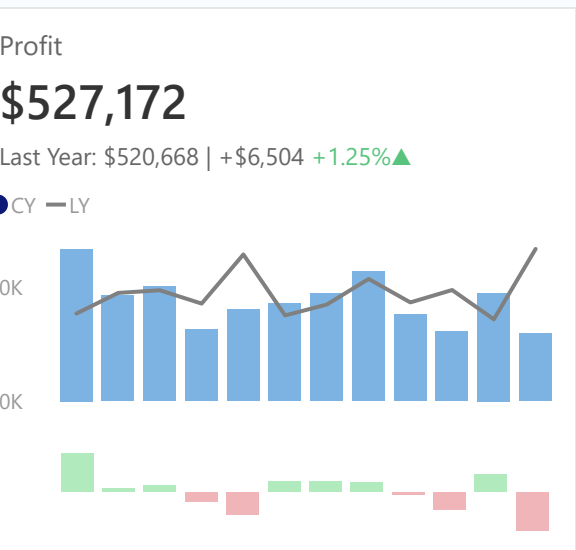 Profit
$527,172
Last Year: $520,668 | +$6,504 +1.25%▲
CY LY
0K
0K